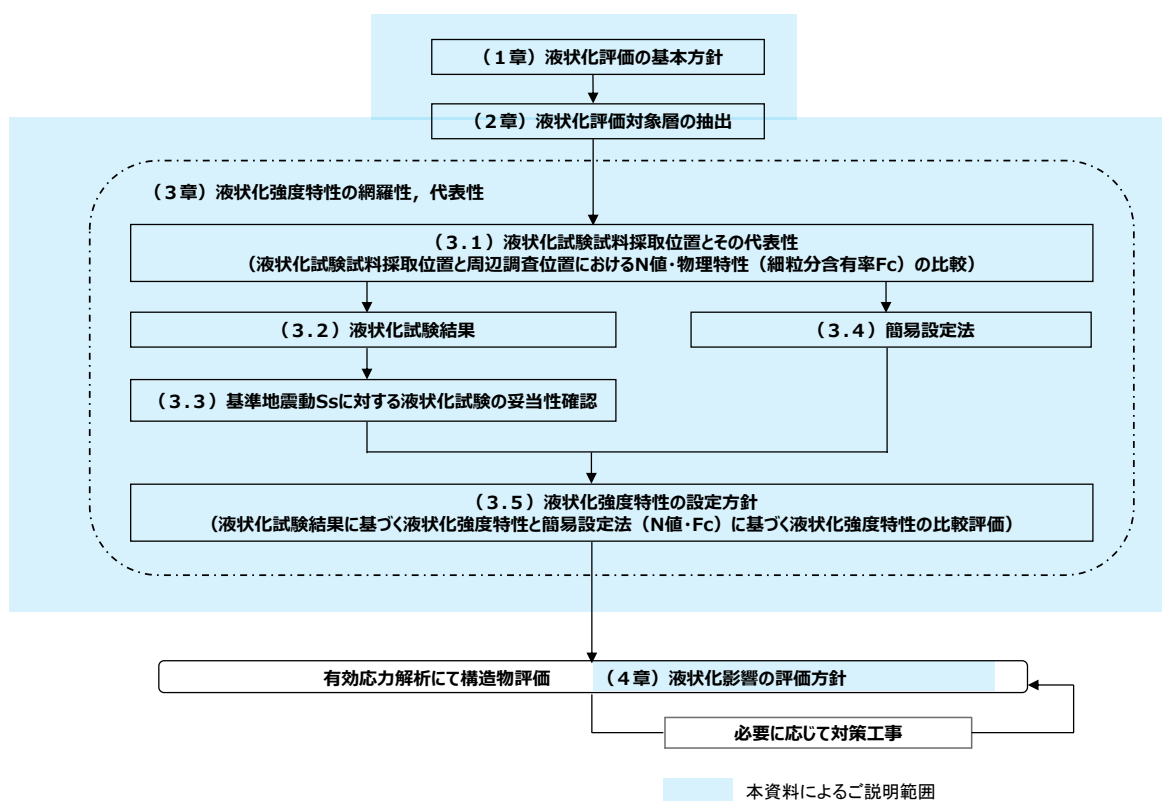 （１章）液状化評価の基本方針
（２章）液状化評価対象層の抽出
（３章）液状化強度特性の網羅性，代表性
（３．１）液状化試験試料採取位置とその代表性
（液状化試験試料採取位置と周辺調査位置におけるN値・物理特性（細粒分含有率Fc）の比較）
（３．２）液状化試験結果
（３．４）簡易設定法
（３．３）基準地震動Ssに対する液状化試験の妥当性確認
（３．５）液状化強度特性の設定方針
（液状化試験結果に基づく液状化強度特性と簡易設定法（N値・Fc）に基づく液状化強度特性の比較評価）
有効応力解析にて構造物評価
（４章）液状化影響の評価方針
必要に応じて対策工事
本資料によるご説明範囲